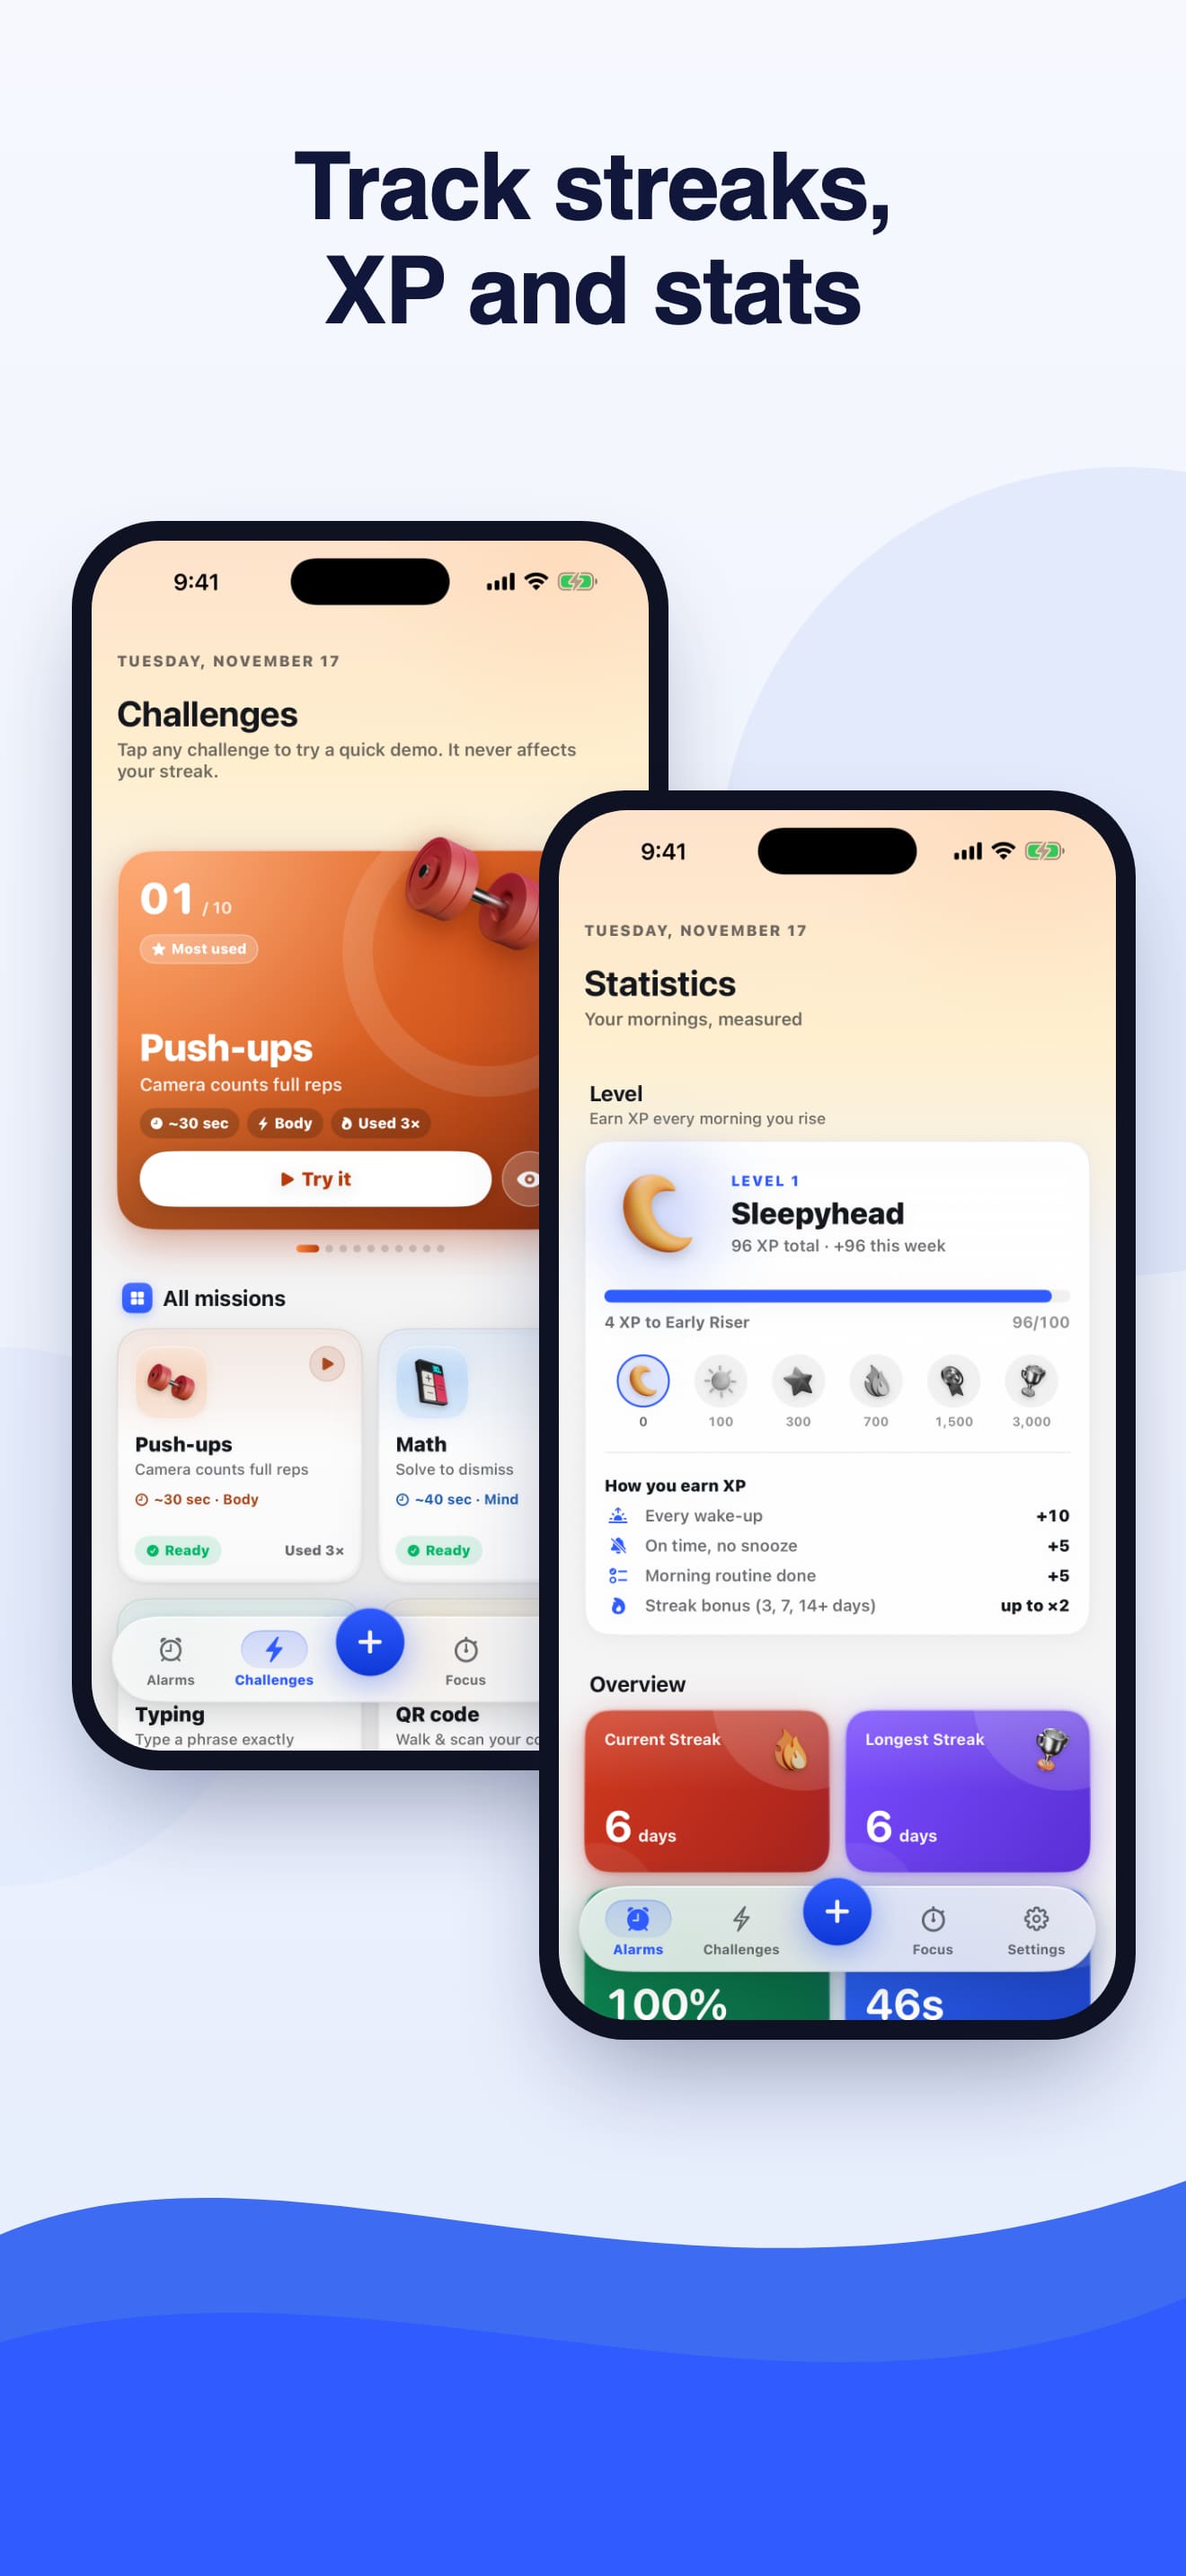 Track streaks,
XP and stats
9:41
TUESDAY, NOVEMBER 17
Challenges
Tap any challenge to try a quick demo. It never affects
your streak.
01 / 10
Most used
Push-ups
Camera counts full reps
~30 sec
Body
Used 3×
Try it
All missions
Push-ups
Camera counts full reps
~30 sec · Body
Ready
Used 3×
Math
Solve to dismiss
~40 sec · Mind
Ready
Alarms
Challenges
Focus
Typing
Type a phrase exactly
QR code
Walk & scan your
9:41
TUESDAY, NOVEMBER 17
Statistics
Your mornings, measured
Level
Earn XP every morning you rise
LEVEL 1
Sleepyhead
96 XP total · +96 this week
4 XP to Early Riser
96/100
0
100
300
700
1,500
3,000
How you earn XP
Every wake-up +10
On time, no snooze +5
Morning routine done +5
Streak bonus (3, 7, 14+ days) up to ×2
Overview
Current Streak
6 days
Longest Streak
6 days
Alarms
Challenges
Focus
Settings
100%
46s